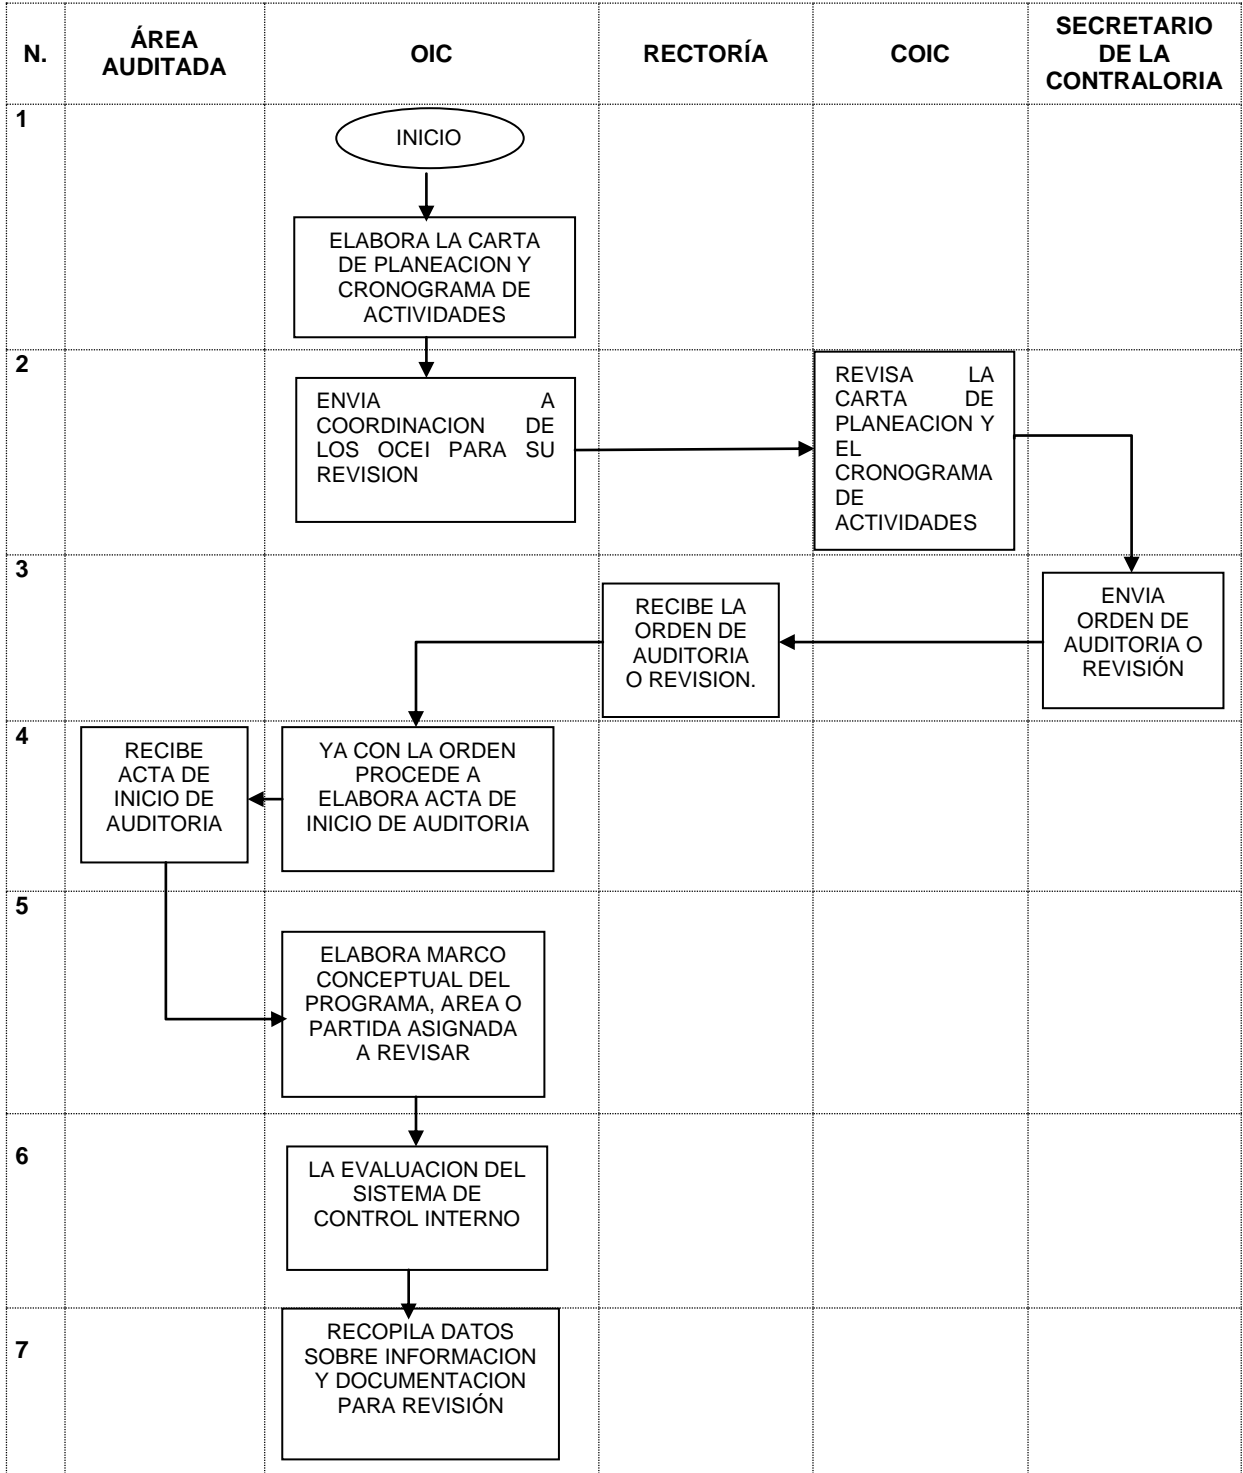 N.
ÁREA
AUDITADA
OIC
RECTORÍA
COIC
SECRETARIO
DE LA
CONTRALORIA
1
INICIO
ELABORA LA CARTA
DE PLANEACION Y
CRONOGRAMA DE
ACTIVIDADES
2
ENVIA A
COORDINACION DE
LOS OCEI PARA SU
REVISION
REVISA LA
CARTA DE
PLANEACION Y
EL
CRONOGRAMA
DE
ACTIVIDADES
3
RECIBE LA
ORDEN DE
AUDITORIA
O REVISION.
ENVIA
ORDEN DE
AUDITORIA O
REVISIÓN
4
RECIBE
ACTA DE
INICIO DE
AUDITORIA
YA CON LA ORDEN
PROCEDE A
ELABORA ACTA DE
INICIO DE AUDITORIA
5
ELABORA MARCO
CONCEPTUAL DEL
PROGRAMA, AREA O
PARTIDA ASIGNADA
A REVISAR
6
LA EVALUACION DEL
SISTEMA DE
CONTROL INTERNO
7
RECOPILA DATOS
SOBRE INFORMACION
Y DOCUMENTACION
PARA REVISIÓN